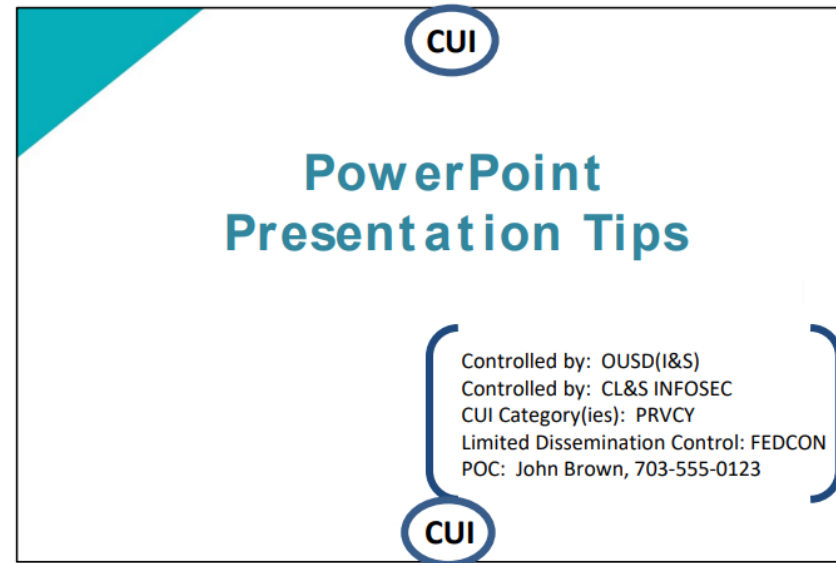 CUI
PowerPoint
Presentation Tips
Controlled by: OUSD(I&S)
Controlled by: CL&S INFOSEC
CUI Category(ies): PRVCY
Limited Dissemination Control: FEDCON
POC: John Brown, 703-555-0123
CUI